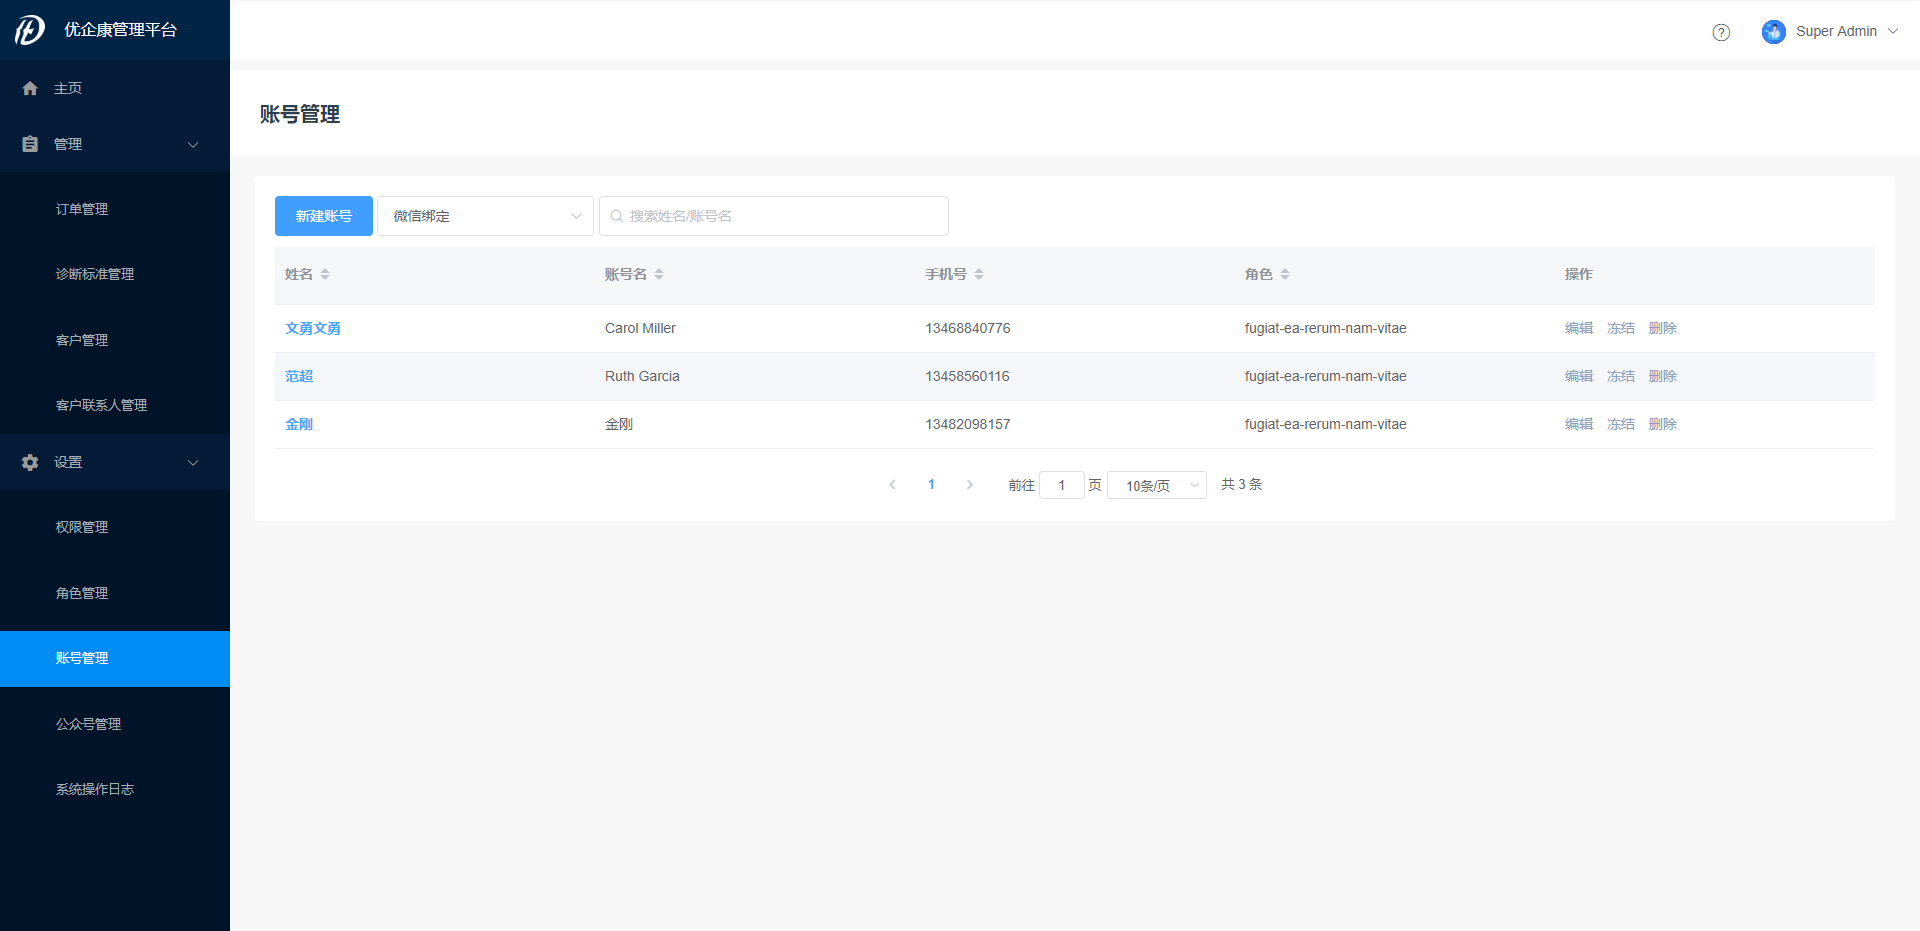 优企康管理平台
Super Admin
主页
管理
订单管理
诊断标准管理
客户管理
客户联系人管理
设置
权限管理
角色管理
账号管理
公众号管理
系统操作日志
账号管理
新建账号 微信绑定 搜索姓名/账号名
姓名 账号名 手机号 角色 操作
文勇文勇 Carol Miller 13468840776 fugiat-ea-rerum-nam-vitae 编辑 冻结 删除
范超 Ruth Garcia 13458560116 fugiat-ea-rerum-nam-vitae 编辑 冻结 删除
金刚 金刚 13482098157 fugiat-ea-rerum-nam-vitae 编辑 冻结 删除
1 前往 1 页 10条/页 共 3 条